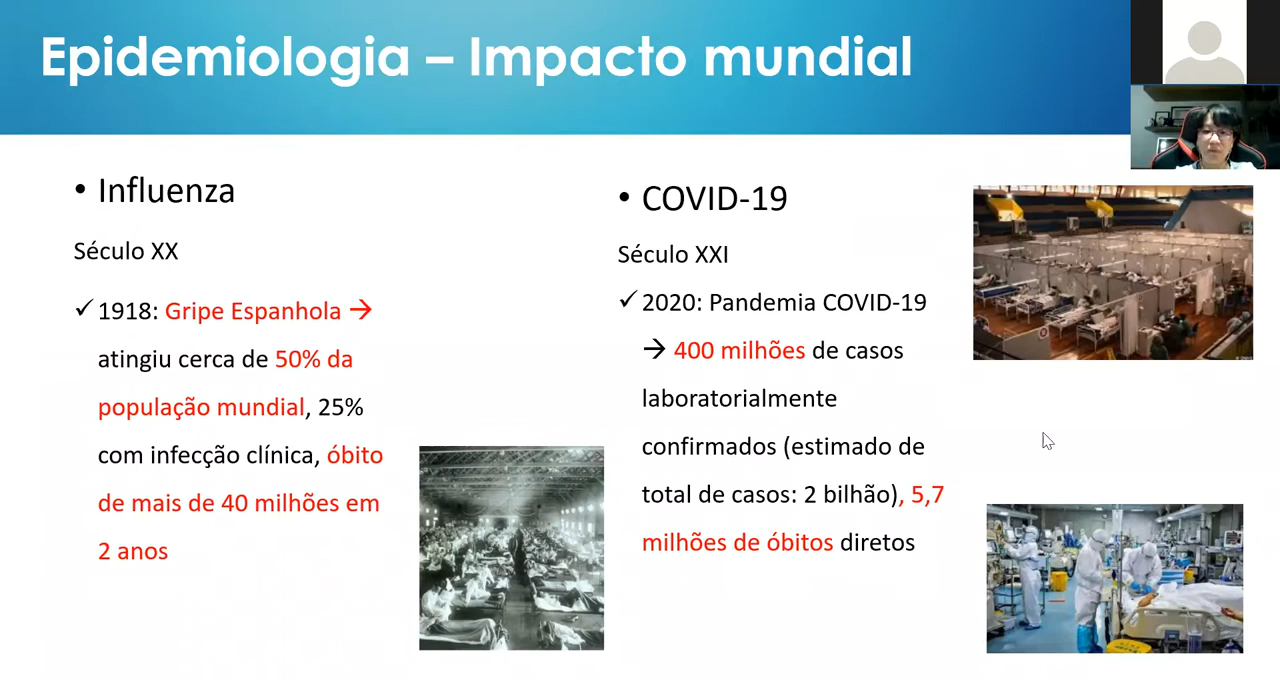 Epidemiologia – Impacto mundial
• Influenza
Século XX
✓ 1918: Gripe Espanhola →
atingiu cerca de 50% da
população mundial, 25%
com infecção clínica, óbito
de mais de 40 milhões em
2 anos
• COVID-19
Século XXI
✓ 2020: Pandemia COVID-19
→ 400 milhões de casos
laboratorialmente
confirmados (estimado de
total de casos: 2 bilhão), 5,7
milhões de óbitos diretos